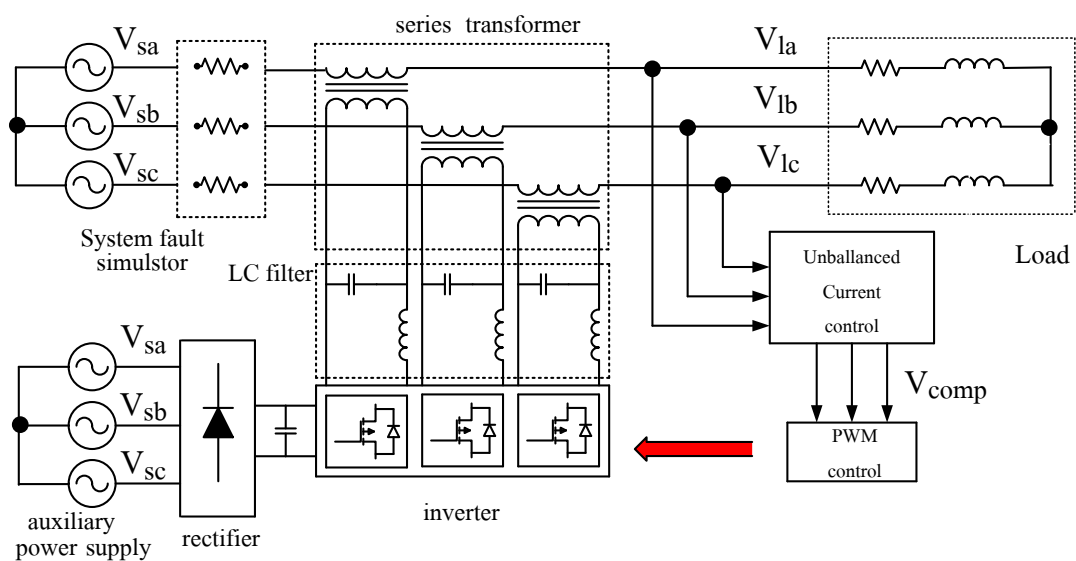 series transformer
Vsa
Vsb
Vsc
Vla
Vlb
Vlc
System fault
simulstor
LC filter
Load
Unballanced
Current
control
Vcomp
PWM
control
Vsa
Vsb
Vsc
auxiliary
power supply
rectifier
inverter